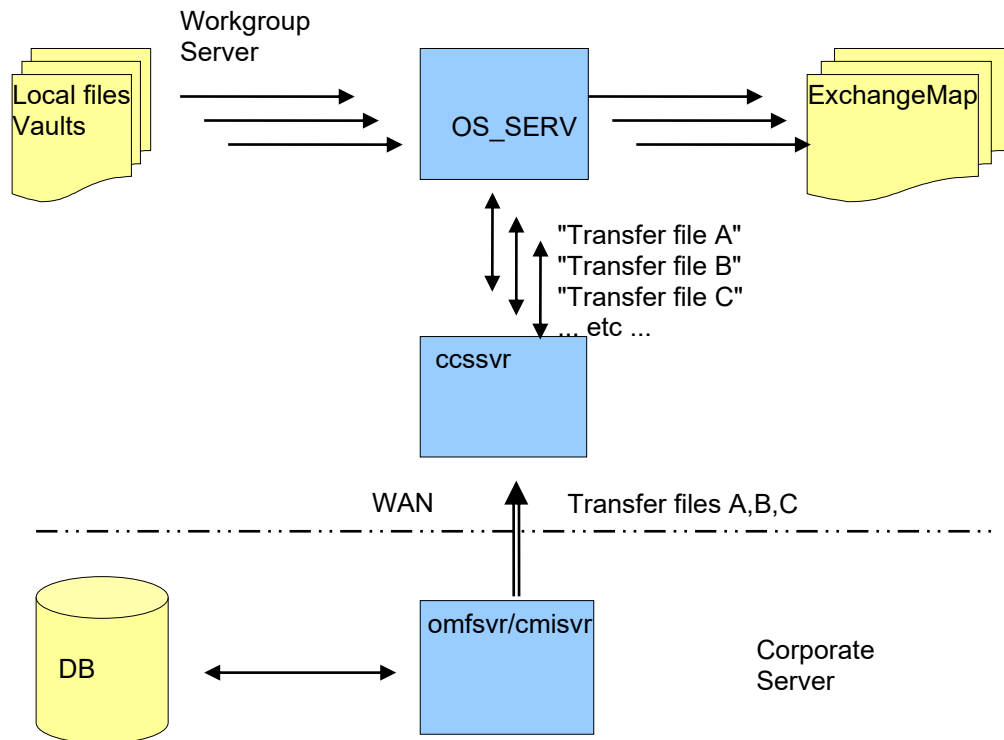 Workgroup
Server
Local files
Vaults
OS_SERV
ExchangeMap
"Transfer file A"
"Transfer file B"
"Transfer file C"
... etc ...
ccssvr
WAN
Transfer files A,B,C
omfsvr/cmisvr
DB
Corporate
Server